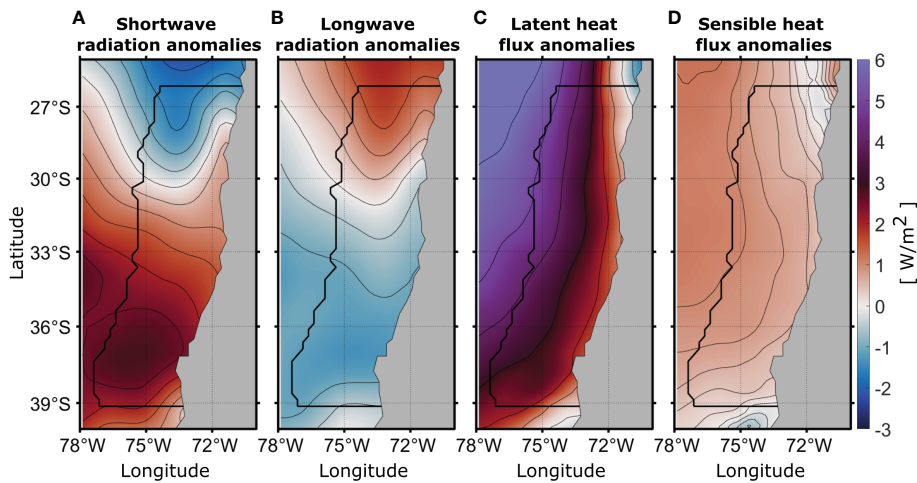 A Shortwave radiation anomalies
B Longwave radiation anomalies
C Latent heat flux anomalies
D Sensible heat flux anomalies
Latitude
27°S
30°S
33°S
36°S
39°S
78°W 75°W 72°W
78°W 75°W 72°W
78°W 75°W 72°W
78°W 75°W 72°W
Longitude
Longitude
Longitude
Longitude
6
5
4
3
2
1
0
-1
-2
-3
[ W/m²]